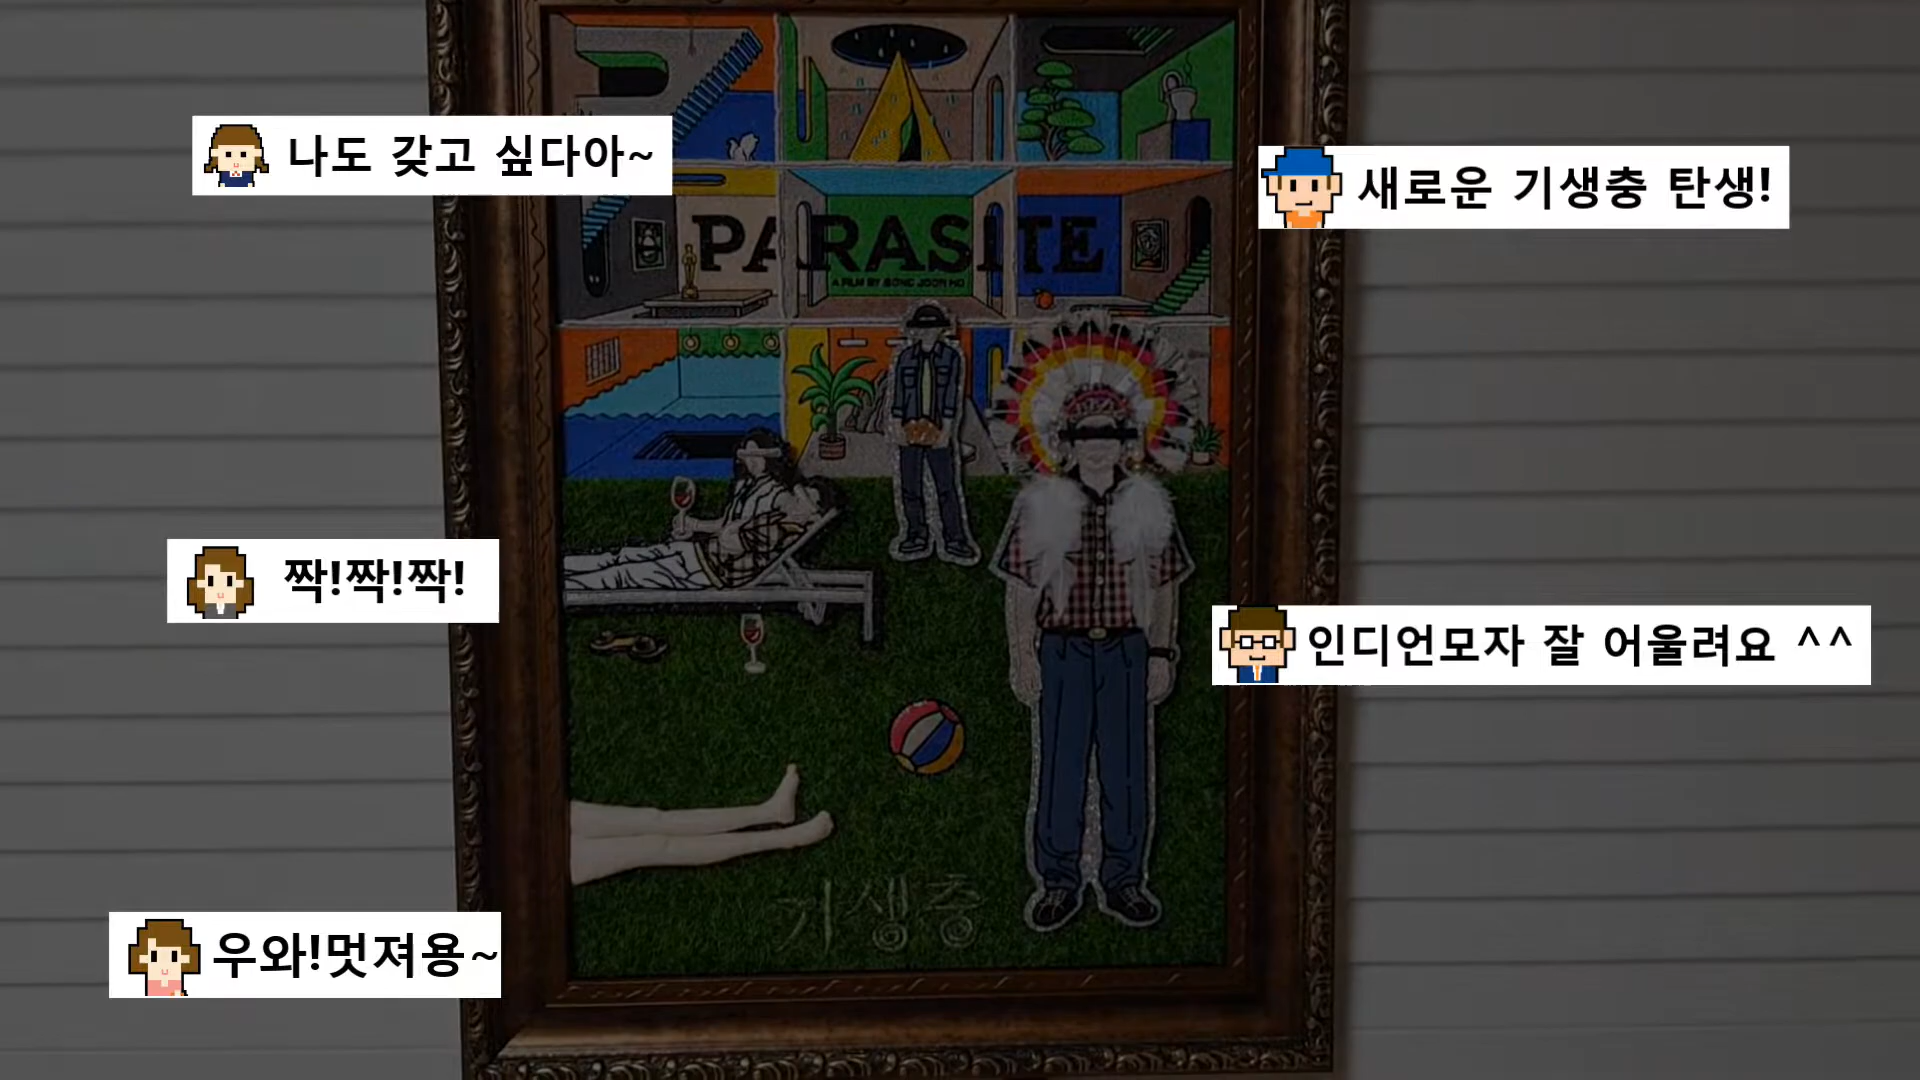 나도 갖고 싶다아~
새로운 기생충 탄생!
PARASITE
A FILM BY BONG JOON HO
짝!짝!짝!
인디언모자 잘 어울려요 ^^
기생충
우와!멋져용~